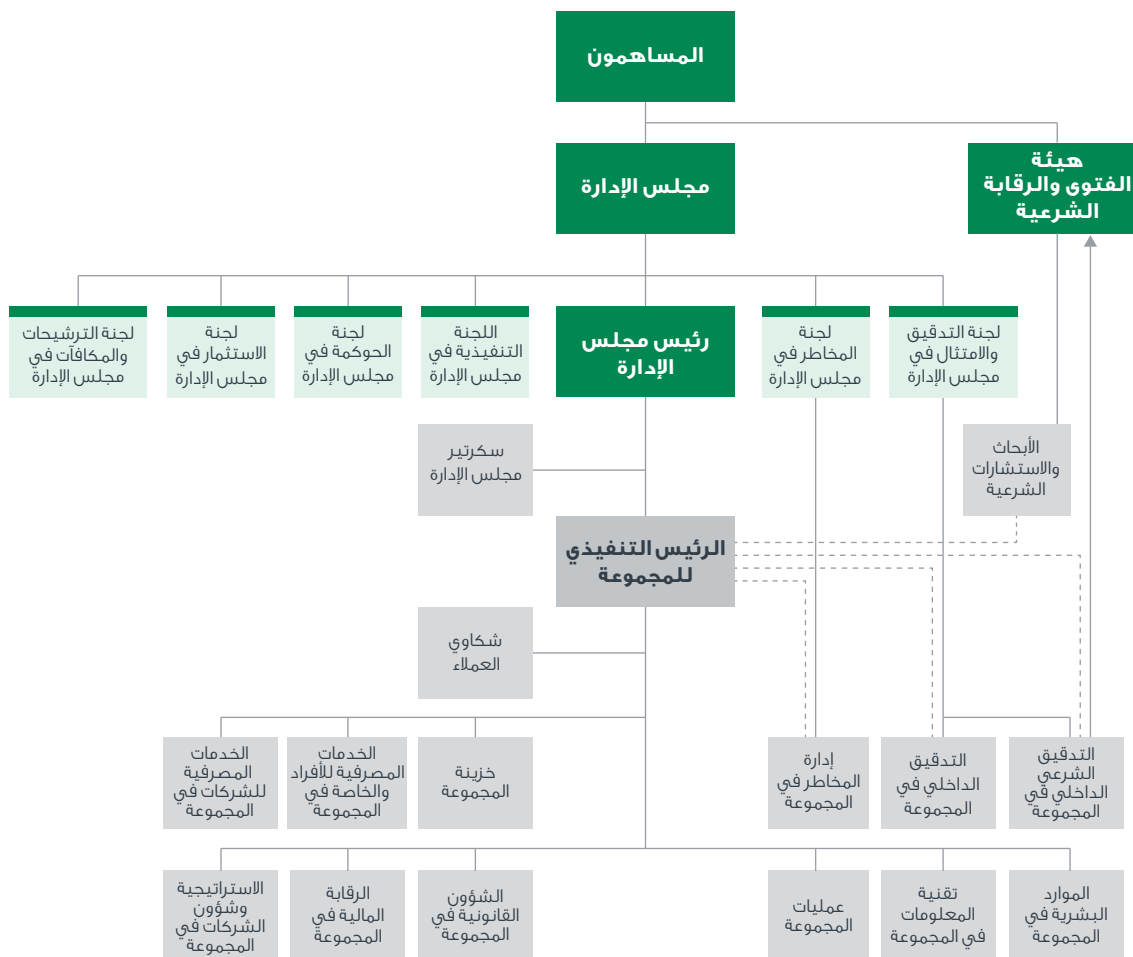 المساهمون
هيئة
الفتوى والرقابة
الشرعية
مجلس الإدارة
لجنة التدقيق
والامتثال في
مجلس الإدارة
لجنة
المخاطر في
مجلس الإدارة
رئيس مجلس
الإدارة
اللجنة
التنفيذية في
مجلس الإدارة
لجنة
الحوكمة في
مجلس الإدارة
لجنة
الاستثمار في
مجلس الإدارة
لجنة الترشيحات
والمكافآت في
مجلس الإدارة
الأبحاث
والاستشارات
الشرعية
سكرتير
مجلس الإدارة
الرئيس التنفيذي
للمجموعة
شكاوي
العملاء
التدقيق
الشرعي
الداخلي في
المجموعة
التدقيق
الداخلي في
المجموعة
إدارة
المخاطر في
المجموعة
خزينة
المجموعة
الخدمات
المصرفية للأفراد
والخاصة في
المجموعة
الخدمات
المصرفية
للشركات في
المجموعة
الموارد
البشرية في
المجموعة
تقنية
المعلومات
في المجموعة
عمليات
المجموعة
الشؤون
القانونية في
المجموعة
الرقابة
المالية في
المجموعة
الاستراتيجية
وشؤون
الشركات في
المجموعة